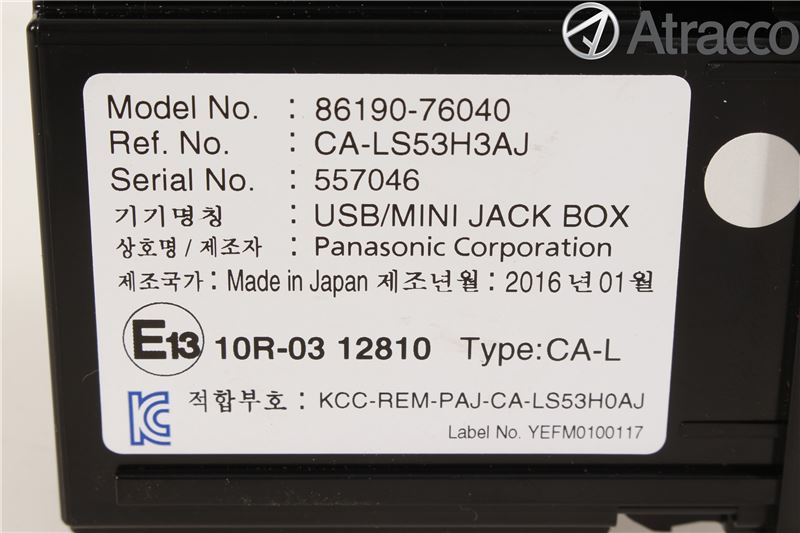 Atracco
Model No. : 86190-76040
Ref. No. : CA-LS53H3AJ
Serial No. : 557046
기기명칭 : USB/MINI JACK BOX
상호명 / 제조자 : Panasonic Corporation
제조국가 : Made in Japan 제조년월 : 2016 년 01 월
E13 10R-03 12810 Type:CA-L
KC 적합부호 : KCC-REM-PAJ-CA-LS53H0AJ
Label No. YEFM0100117